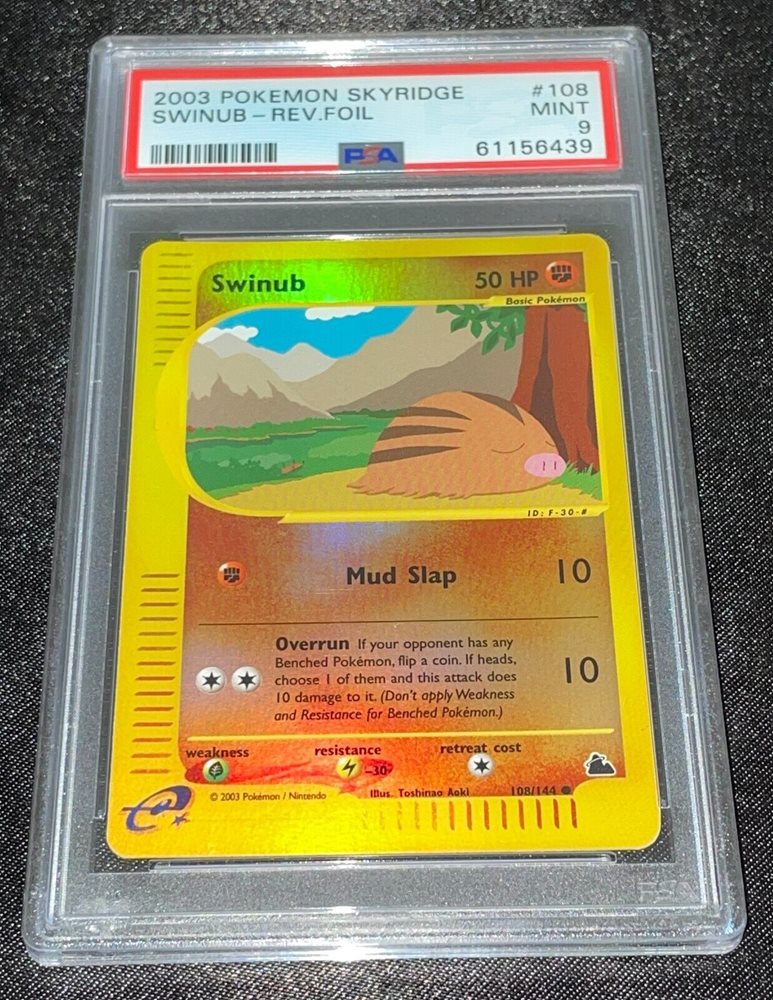 2003 POKEMON SKYRIDGE #108
SWINUB - REV.FOIL MINT
9
PSA 61156439
Swinub 50 HP
Basic Pokémon
ID: F-30-#
Mud Slap 10
Overrun If your opponent has any
Benched Pokémon, flip a coin. If heads,
choose 1 of them and this attack does
10 damage to it. (Don't apply Weakness
and Resistance for Benched Pokémon.)
10
weakness resistance retreat cost
-30
© 2003 Pokémon / Nintendo Illus. Toshinao Aoki 108/144
e
PSA